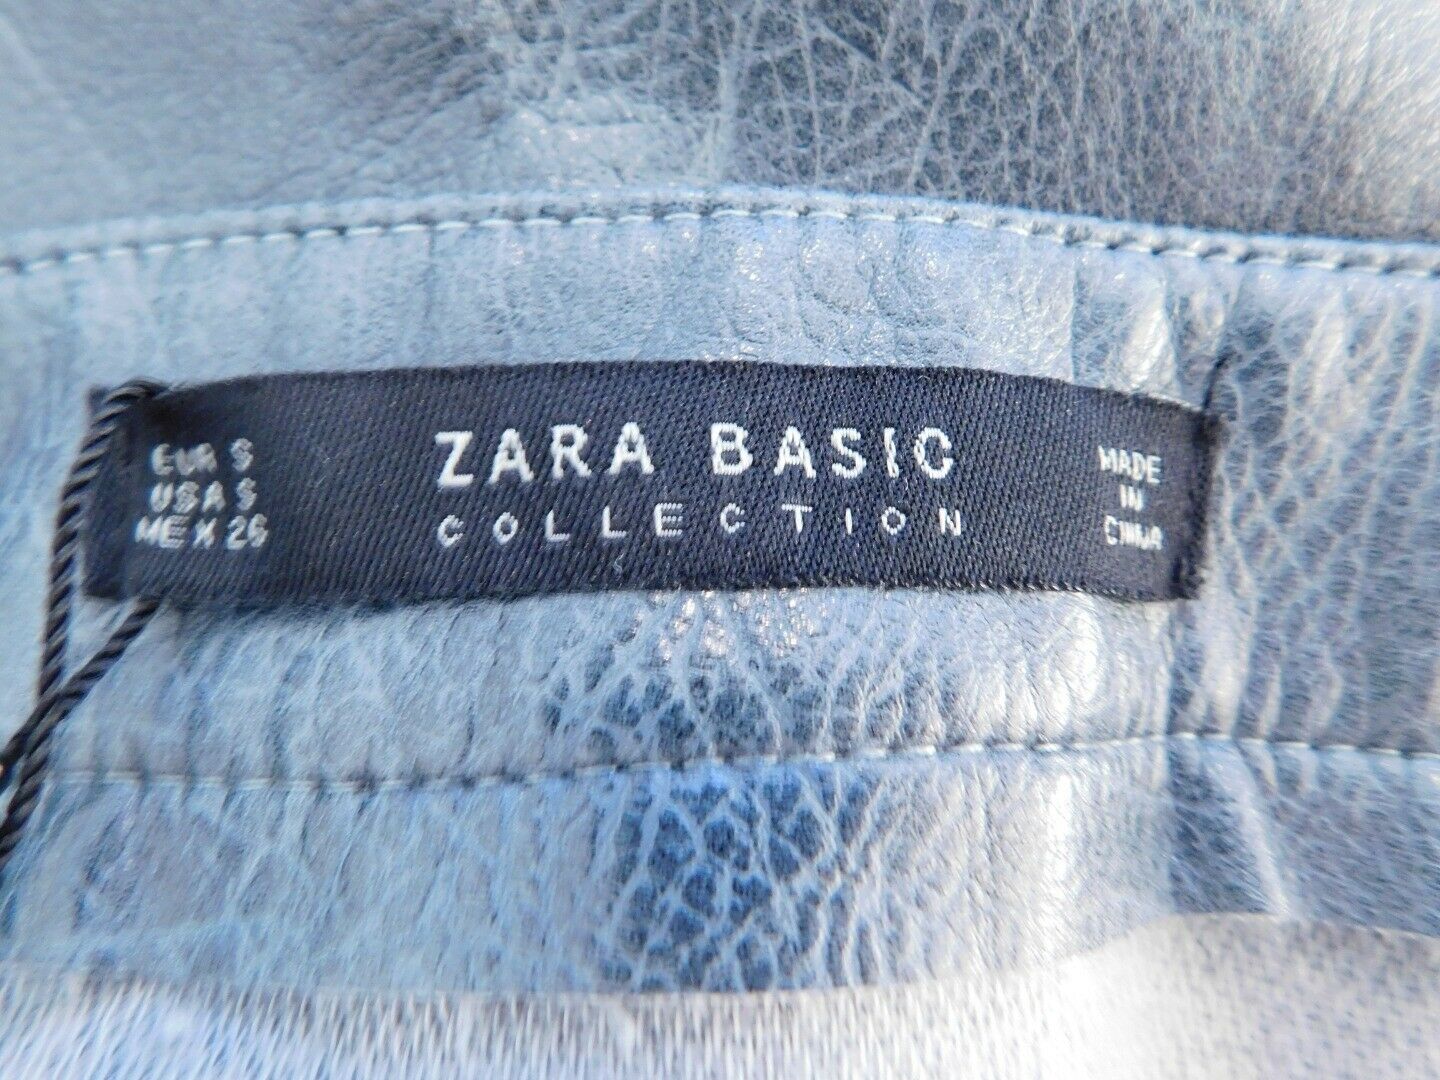 EUR S
USA S
MEX 26
ZARA BASIC
COLLECTION
MADE
IN
CHINA